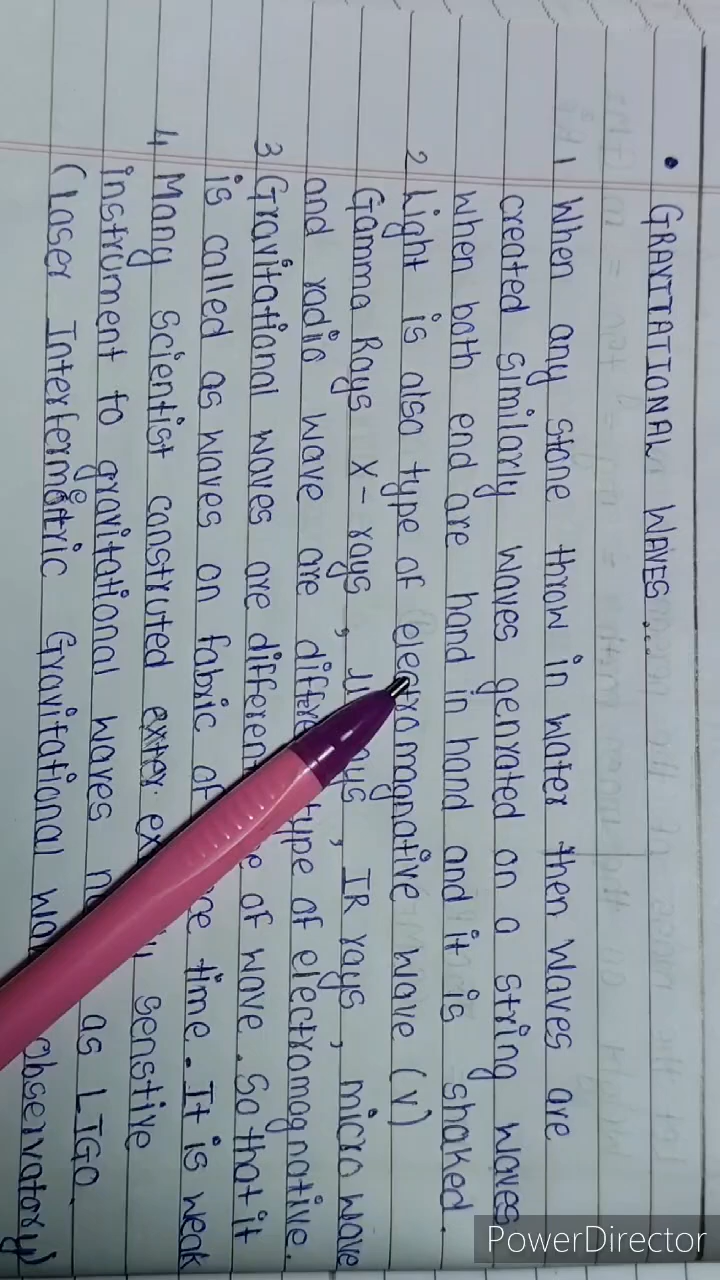 • GRAVITATIONAL WAVES...
1 When any stone throw in water then waves are
created similarly waves genrated on a string waves
when both end are hand in hand and it is shaked.
2 Light is also type of electromagnative wave (v)
Gamma Rays X-rays, IR rays, micro wave
and radio wave are type of electromagnative.
3 Gravitational waves are different of wave. So that it
is called as waves on fabric of time. It is weak
4 Many Scientist constructed senstive
instrument to gravitational waves as LIGO.
(Laser Interfermetric Gravitational Observatory)
PowerDirector